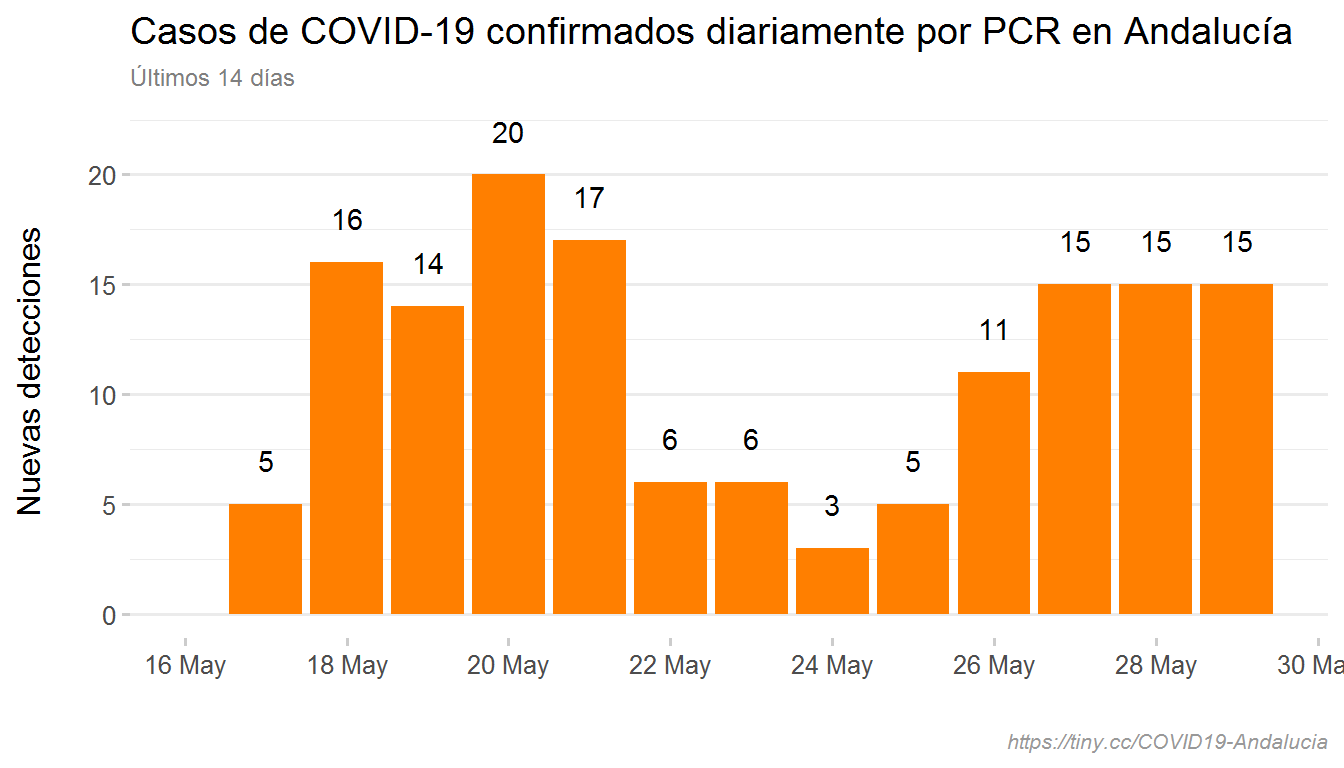 Casos de COVID-19 confirmados diariamente por PCR en Andalucía
Últimos 14 días
Nuevas detecciones
20
15
10
5
0
5
16
14
20
17
6
6
3
5
11
15
15
15
16 May
18 May
20 May
22 May
24 May
26 May
28 May
30 Ma
https://tiny.cc/COVID19-Andalucia